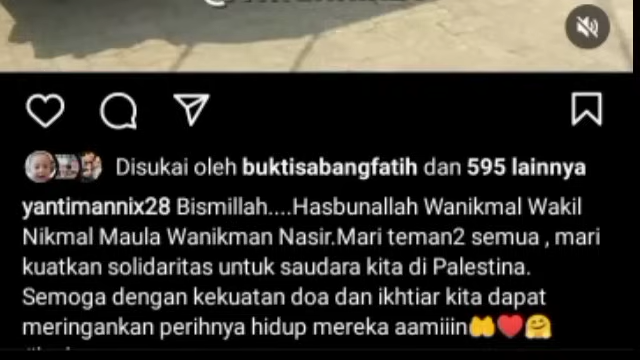 Disukai oleh buktisabangfatih dan 595 lainnya
yantimannix28 Bismillah....Hasbunallah Wanikmal Wakil
Nikmal Maula Wanikman Nasir.Mari teman2 semua , mari
kuatkan solidaritas untuk saudara kita di Palestina.
Semoga dengan kekuatan doa dan ikhtiar kita dapat
meringankan perihnya hidup mereka aamiiin🤲❤️🤗